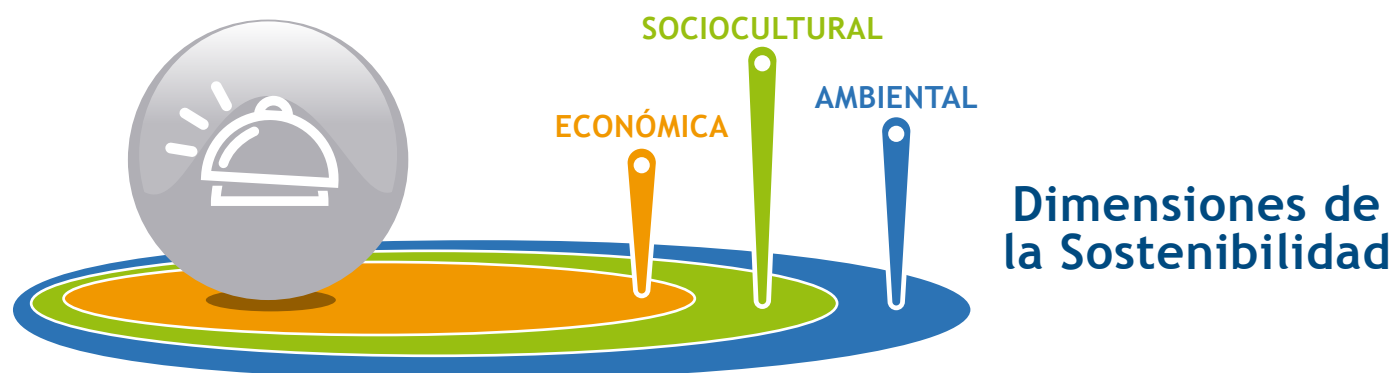 SOCIOCULTURAL
AMBIENTAL
ECONÓMICA
Dimensiones de
la Sostenibilidad